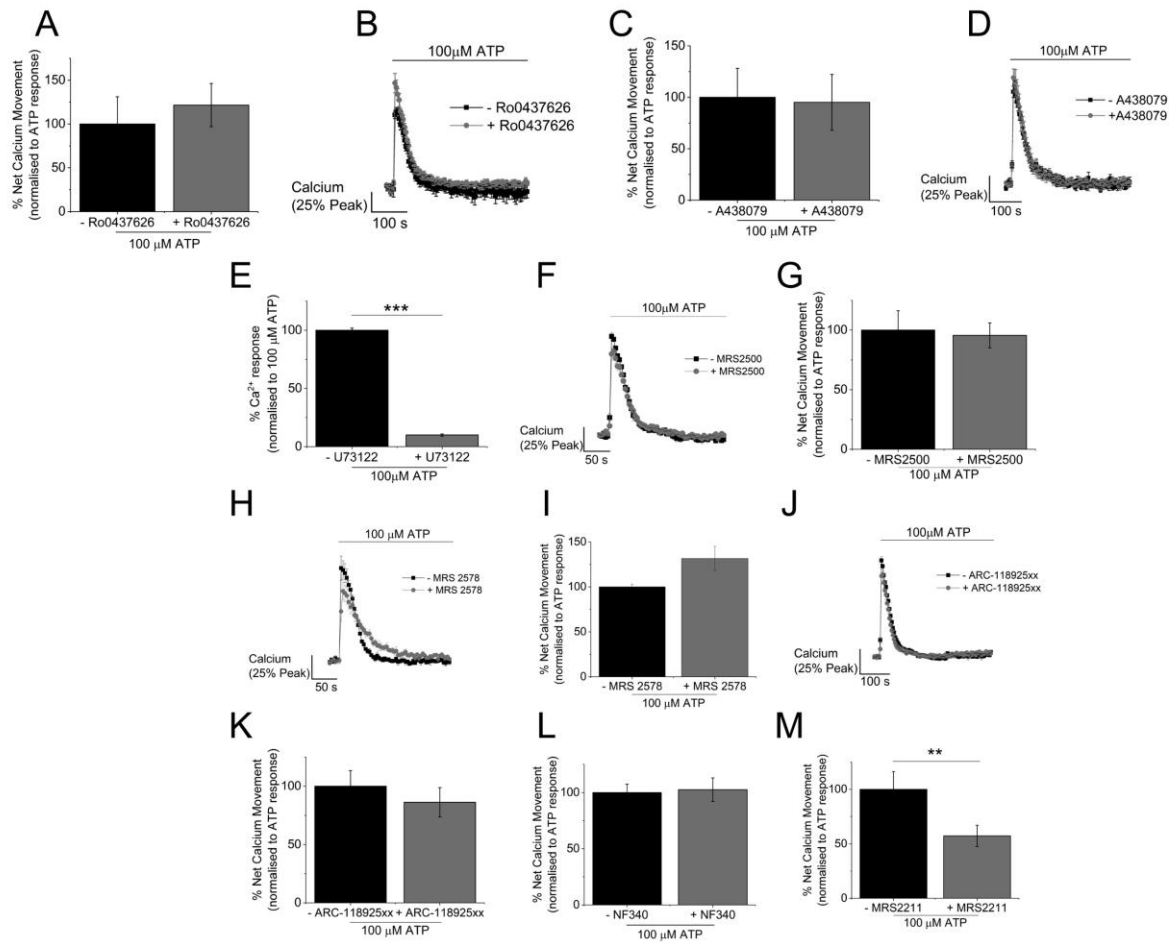 A
% Net Calcium Movement
(normalised to ATP response)
150
100
50
0
- Ro0437626
+ Ro0437626
100 μM ATP
B
100μM ATP
- Ro0437626
+ Ro0437626
Calcium
(25% Peak)
100 s
C
% Net Calcium Movement
(normalised to ATP response)
150
100
50
0
- A438079
+ A438079
100 μM ATP
D
100μM ATP
- A438079
+A438079
Calcium
(25% Peak)
100 s
E
% Ca²⁺ response
(normalised to 100 μM ATP)
100
50
0
***
- U73122
+ U73122
100μM ATP
F
100μM ATP
- MRS2500
+ MRS2500
Calcium
(25% Peak)
50 s
G
% Net Calcium Movement
(normalised to ATP response)
100
50
0
- MRS2500
+ MRS2500
100 μM ATP
H
100 μM ATP
- MRS 2578
+ MRS 2578
Calcium
(25% Peak)
50 s
I
% Net Calcium Movement
(normalised to ATP response)
150
100
50
0
- MRS 2578
+ MRS 2578
100 μM ATP
J
100μM ATP
- ARC-118925xx
+ ARC-118925xx
Calcium
(25% Peak)
100 s
K
% Net Calcium Movement
(normalised to ATP response)
100
50
0
- ARC-118925xx
+ ARC-118925xx
100 μM ATP
L
% Net Calcium Movement
(normalised to ATP response)
100
50
0
- NF340
+ NF340
100 μM ATP
M
% Net Calcium Movement
(normalised to ATP response)
100
50
0
**
- MRS2211
+ MRS2211
100 μM ATP